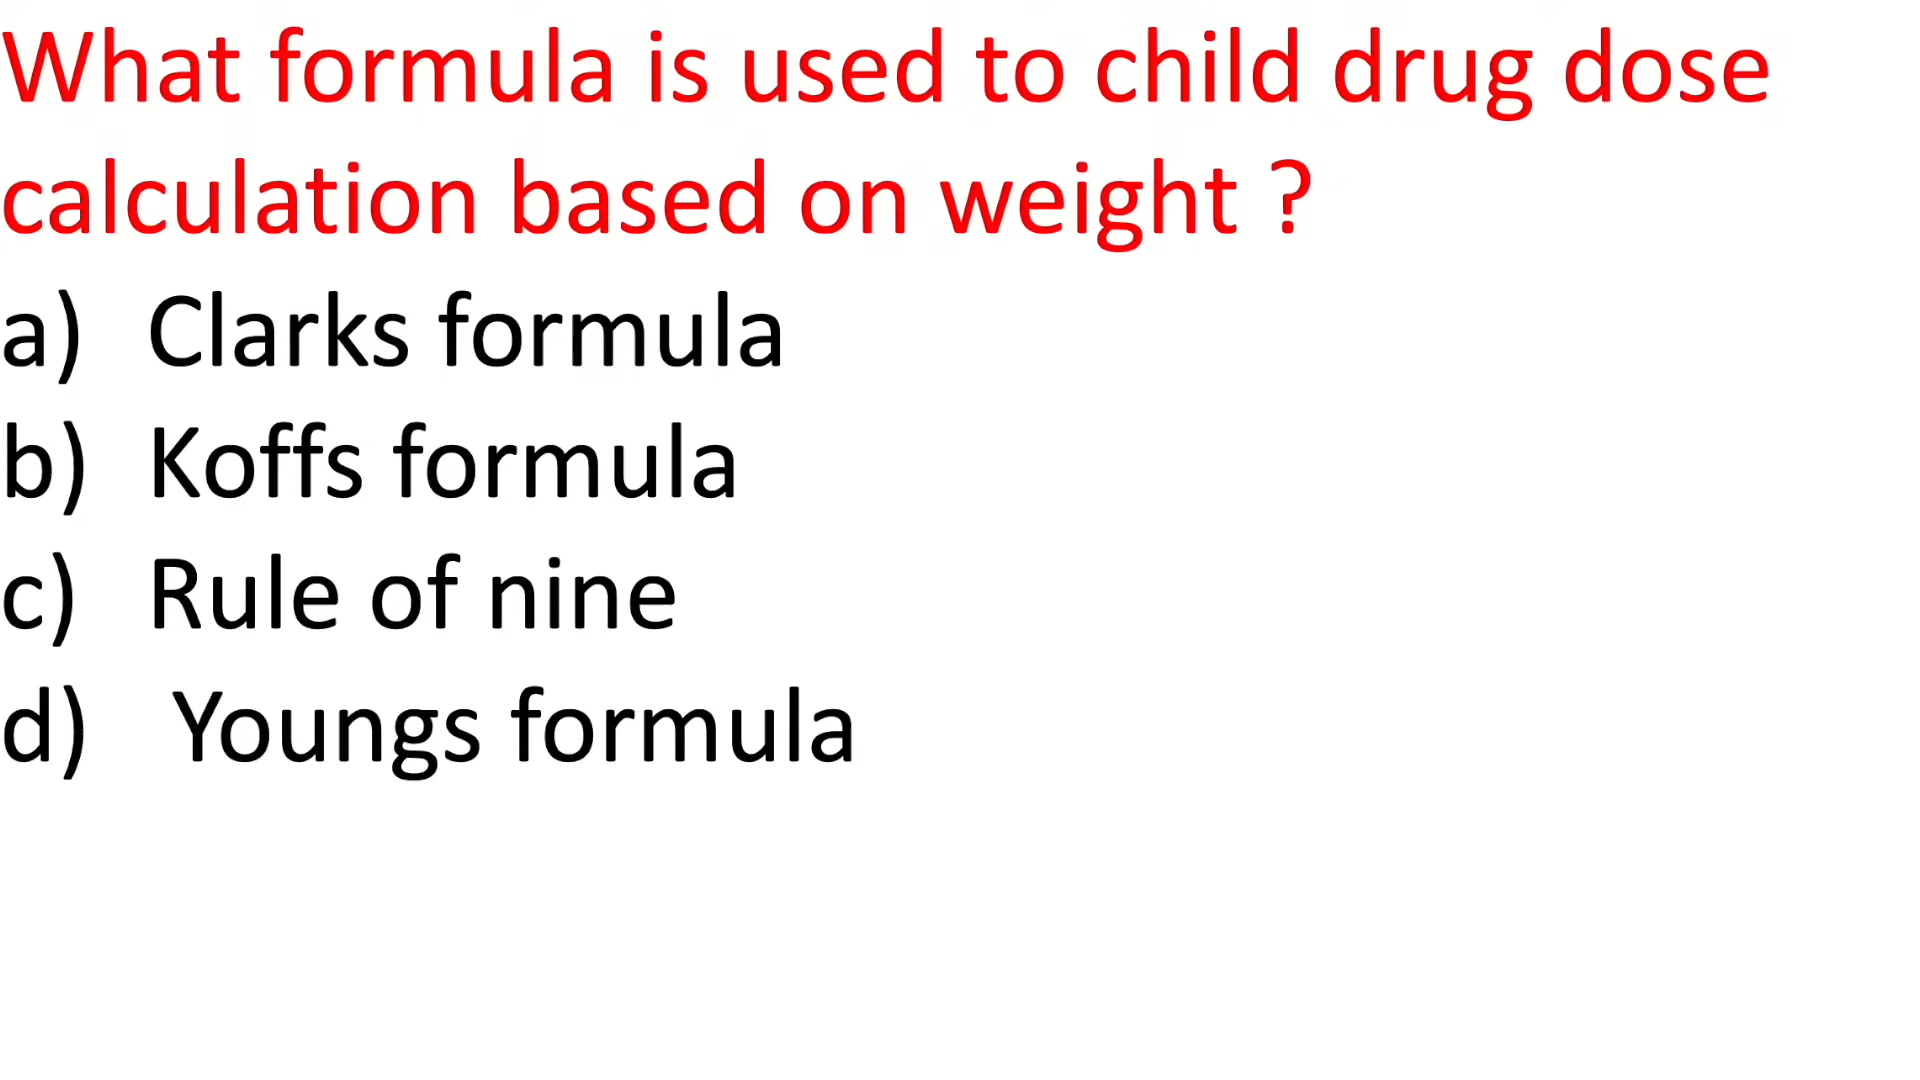 What formula is used to child drug dose
calculation based on weight ?
a) Clarks formula
b) Koffs formula
c) Rule of nine
d) Youngs formula